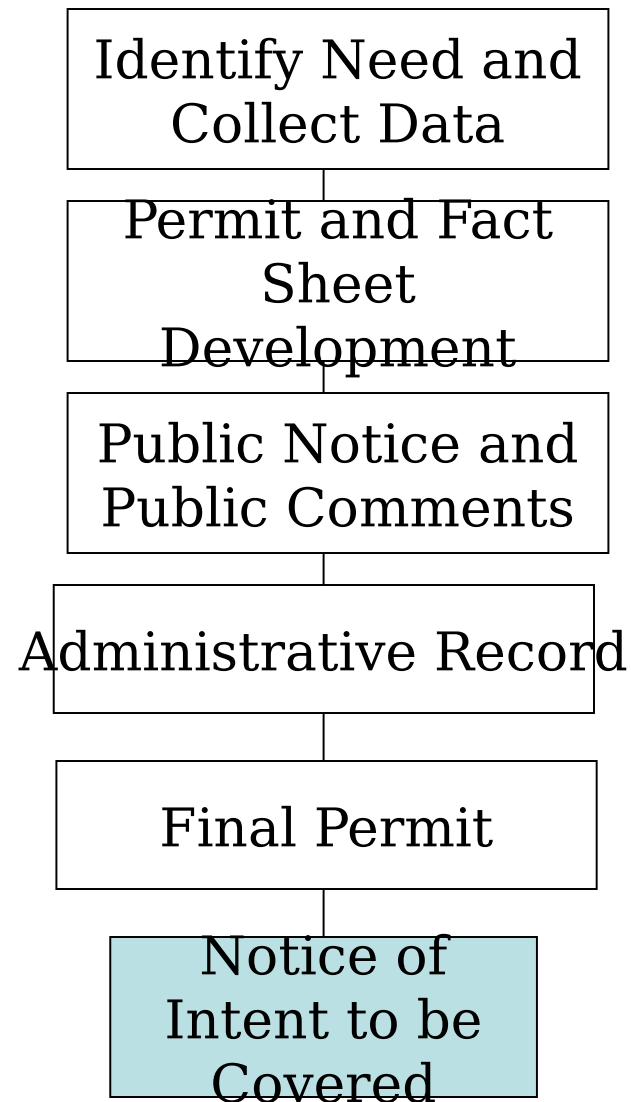 Identify Need and
Collect Data
Permit and Fact
Sheet
Development
Public Notice and
Public Comments
Administrative Record
Final Permit
Notice of
Intent to be
Covered